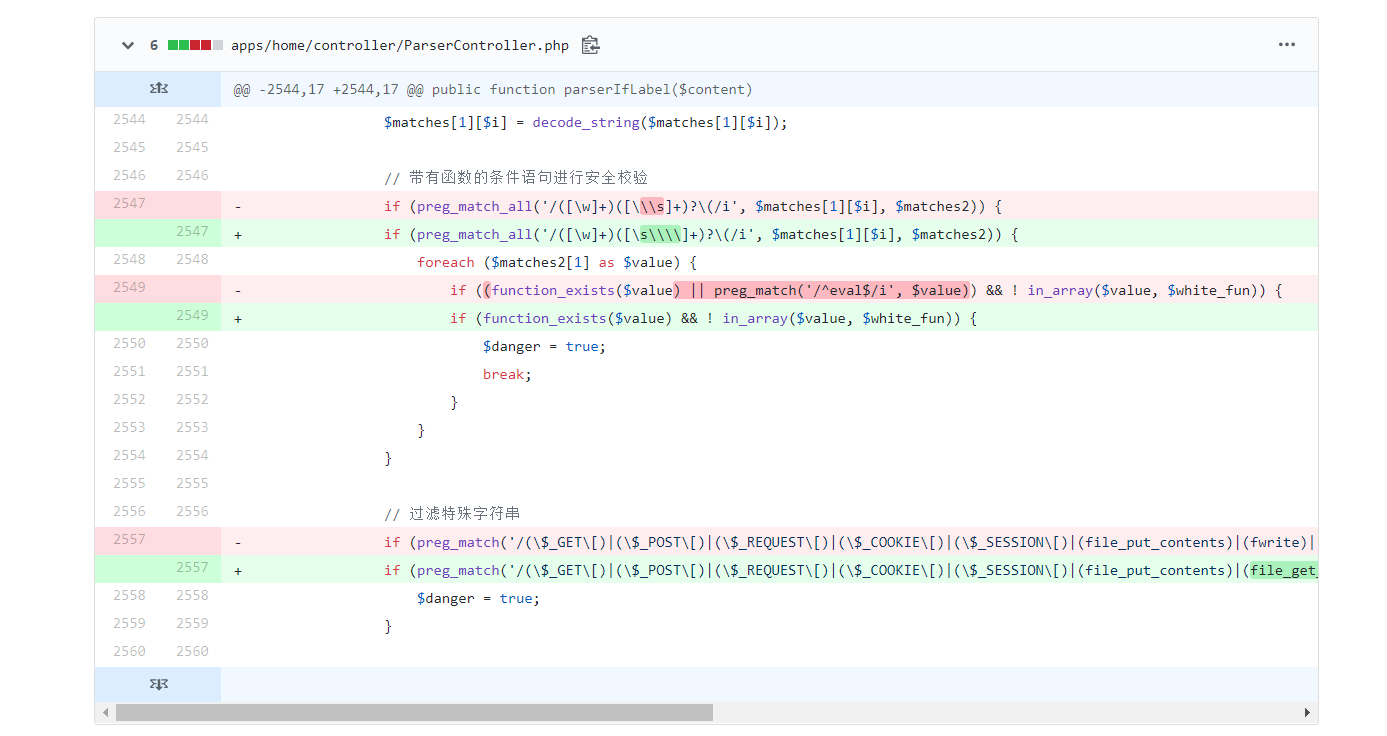 6 apps/home/controller/ParserController.php
@@ -2544,17 +2544,17 @@ public function parserIfLabel($content)
2544 2544 $matches[1][$i] = decode_string($matches[1][$i]);
2545 2545
2546 2546 // 带有函数的条件语句进行安全校验
2547 - if (preg_match_all('/([\w]+)([\\\s]+)?\(/i', $matches[1][$i], $matches2)) {
2547 + if (preg_match_all('/([\w]+)([\s\\\\]+)?\(/i', $matches[1][$i], $matches2)) {
2548 2548 foreach ($matches2[1] as $value) {
2549 - if ((function_exists($value) || preg_match('/^eval$/i', $value)) && ! in_array($value, $white_fun)) {
2549 + if (function_exists($value) && ! in_array($value, $white_fun)) {
2550 2550 $danger = true;
2551 2551 break;
2552 2552 }
2553 2553 }
2554 2554 }
2555 2555
2556 2556 // 过滤特殊字符串
2557 - if (preg_match('/(\$_GET\[)|(\$_POST\[)|(\$_REQUEST\[)|(\$_COOKIE\[)|(\$_SESSION\[)|(file_put_contents)|(fwrite)|
2557 + if (preg_match('/(\$_GET\[)|(\$_POST\[)|(\$_REQUEST\[)|(\$_COOKIE\[)|(\$_SESSION\[)|(file_put_contents)|(file_get_
2558 2558 $danger = true;
2559 2559 }
2560 2560